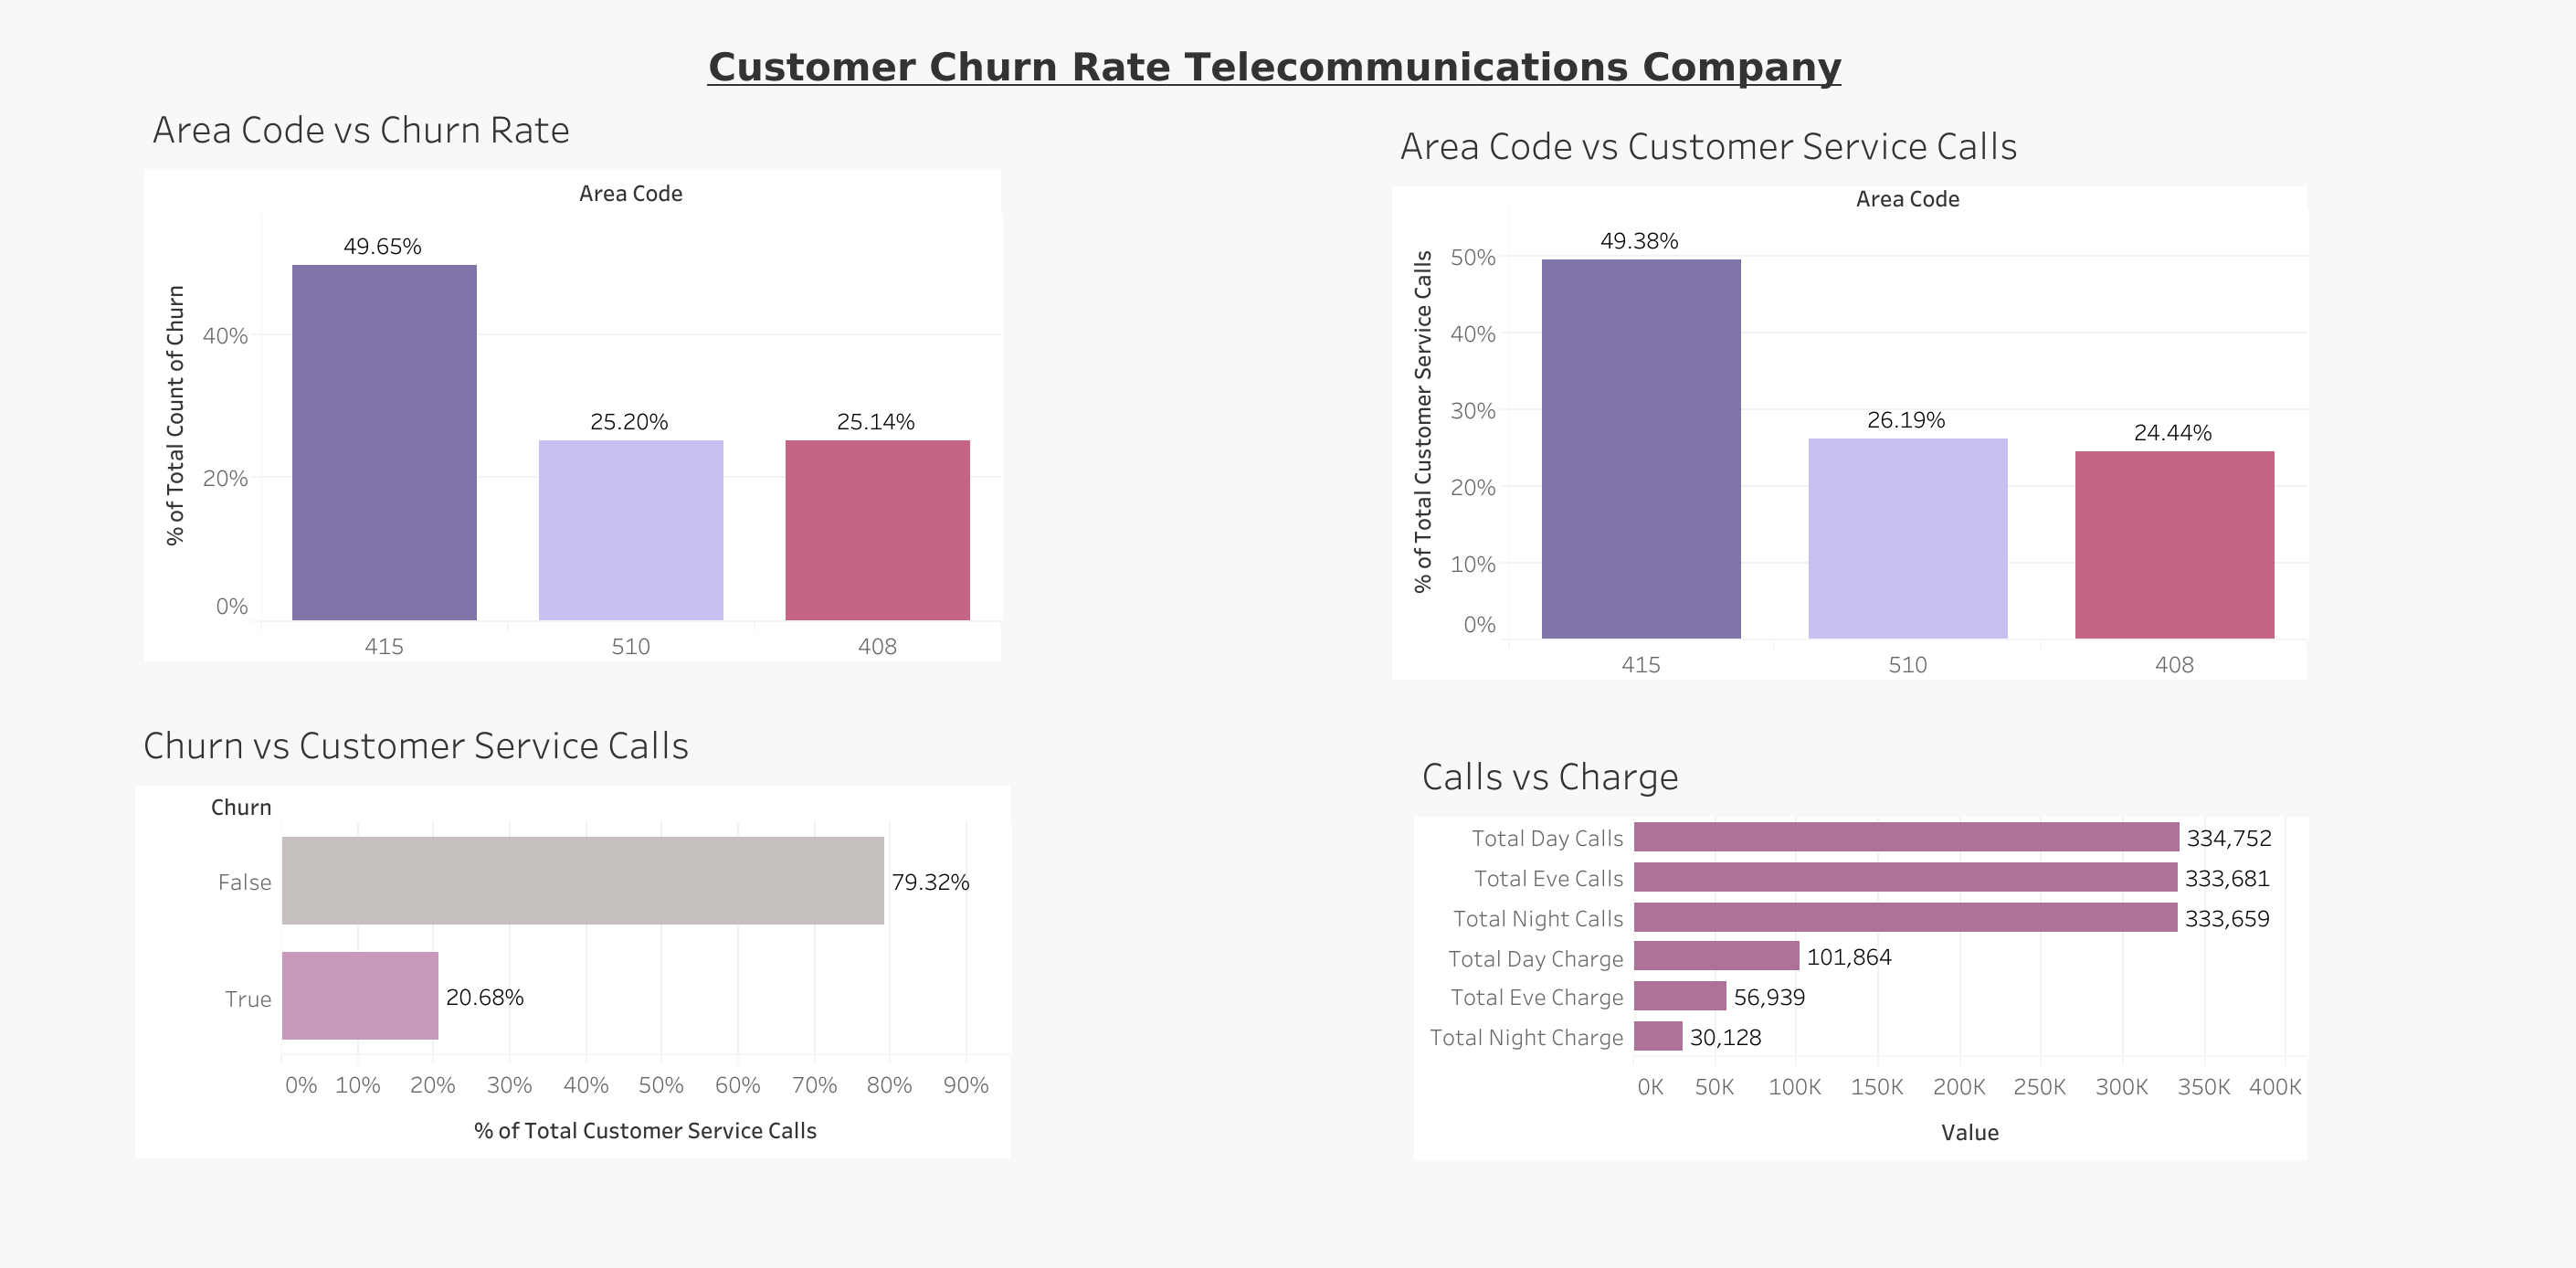 Customer Churn Rate Telecommunications Company
Area Code vs Churn Rate
Area Code
% of Total Count of Churn
49.65%
25.20%
25.14%
40%
20%
0%
415 510 408
Area Code vs Customer Service Calls
Area Code
% of Total Customer Service Calls
49.38%
26.19%
24.44%
50%
40%
30%
20%
10%
0%
415 510 408
Churn vs Customer Service Calls
Churn
False 79.32%
True 20.68%
0% 10% 20% 30% 40% 50% 60% 70% 80% 90%
% of Total Customer Service Calls
Calls vs Charge
Total Day Calls 334,752
Total Eve Calls 333,681
Total Night Calls 333,659
Total Day Charge 101,864
Total Eve Charge 56,939
Total Night Charge 30,128
0K 50K 100K 150K 200K 250K 300K 350K 400K
Value